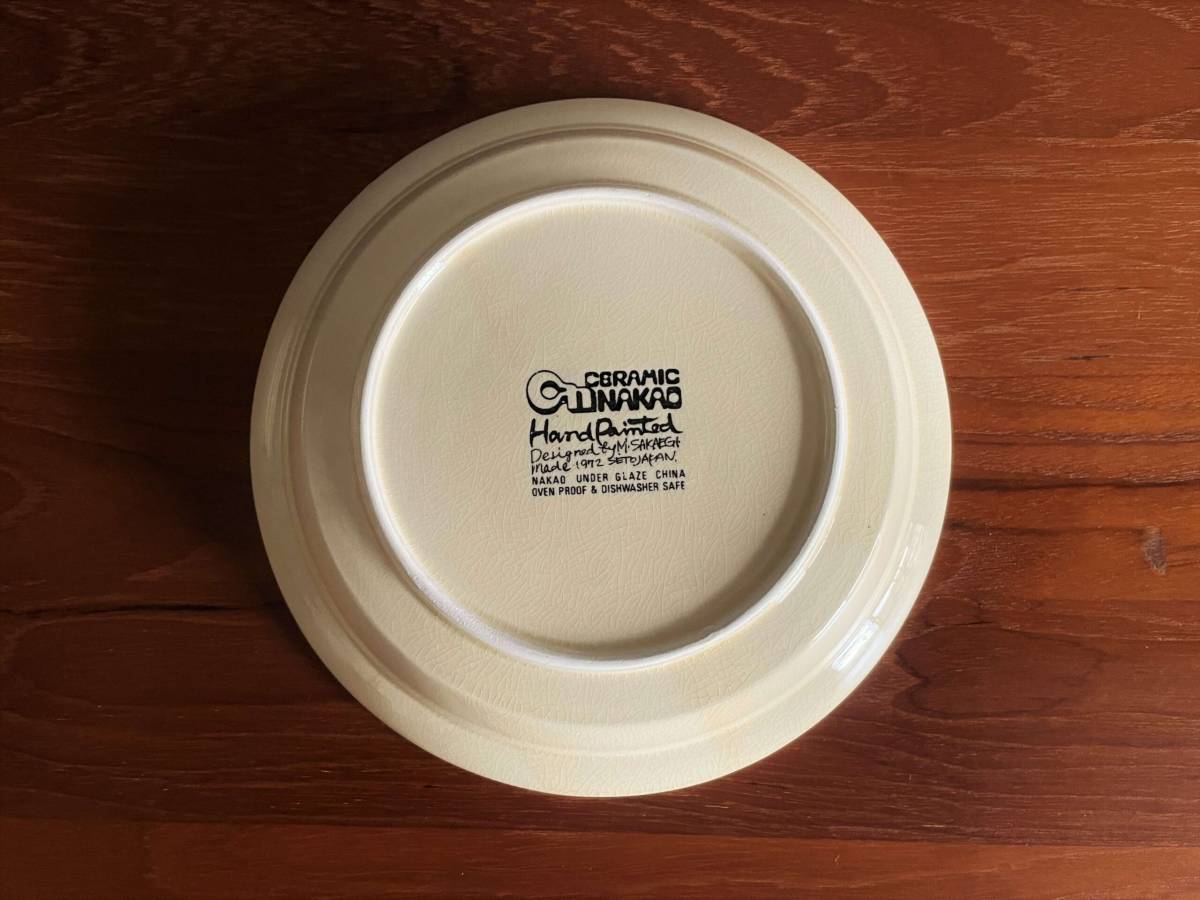 CERAMIC
NAKAO
Hand Painted
Designed by M. SAKAEGI
Made 1972 SETO JAPAN.
NAKAO UNDER GLAZE CHINA
OVEN PROOF & DISHWASHER SAFE